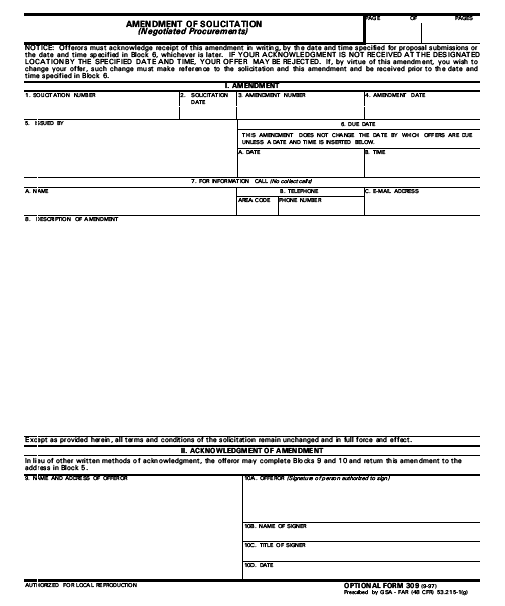 AMENDMENT OF SOLICITATION
(Negotiated Procurements)
PAGE OF PAGES
NOTICE: Offerors must acknowledge receipt of this amendment in writing, by the date and time specified for proposal submissions or
the date and time specified in Block 6, whichever is later. IF YOUR ACKNOWLEDGMENT IS NOT RECEIVED AT THE DESIGNATED
LOCATION BY THE SPECIFIED DATE AND TIME, YOUR OFFER MAY BE REJECTED. If, by virtue of this amendment, you wish to
change your offer, such change must make reference to the solicitation and this amendment and be received prior to the date and
time specified in Block 6.
I. AMENDMENT
1. SOLICITATION NUMBER
2. SOLICITATION
DATE
3 AMENDMENT NUMBER
4. AMENDMENT DATE
5. ISSUED BY
6. DUE DATE
THIS AMENDMENT DOES NOT CHANGE THE DATE BY WHICH OFFERS ARE DUE
UNLESS A DATE AND TIME IS INSERTED BELOW.
A. DATE
B. TIME
7. FOR INFORMATION CALL (No collect calls)
A. NAME
B. TELEPHONE
AREA CODE
PHONE NUMBER
C. E-MAIL ADDRESS
8. DESCRIPTION OF AMENDMENT
Except as provided herein, all terms and conditions of the solicitation remain unchanged and in full force and effect.
II. ACKNOWLEDGMENT OF AMENDMENT
In lieu of other written methods of acknowledgment, the offeror may complete Blocks 9 and 10 and return this amendment to the
address in Block 5.
9. NAME AND ADDRESS OF OFFEROR
10A. OFFEROR (Signature of person authorized to sign)
10B. NAME OF SIGNER
10C. TITLE OF SIGNER
10D. DATE
AUTHORIZED FOR LOCAL REPRODUCTION
OPTIONAL FORM 309 (9-97)
Prescribed by GSA - FAR (48 CFR) 53.215-1(g)